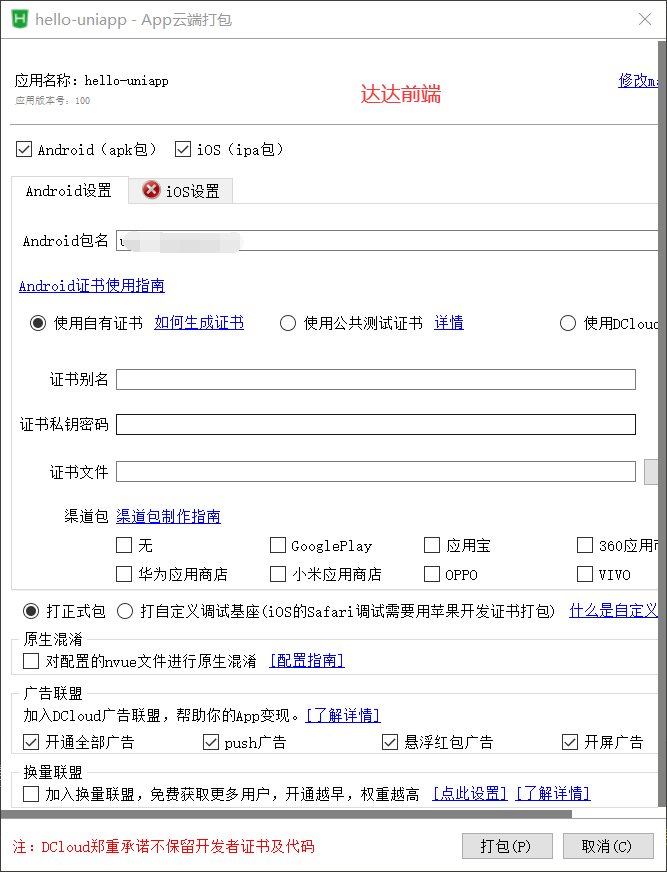 hello-uniapp - App云端打包
应用名称: hello-uniapp
修改ma
应用版本号: 100
达达前端
Android（apk包） iOS（ipa包）
Android设置 iOS设置
Android包名
Android证书使用指南
使用自有证书 如何生成证书 使用公共测试证书 详情 使用DCloud
证书别名
证书私钥密码
证书文件
渠道包 渠道包制作指南
无 GooglePlay 应用宝 360应用市
华为应用商店 小米应用商店 OPPO VIVO
打正式包 打自定义调试基座(iOS的Safari调试需要用苹果开发证书打包) 什么是自定义
原生混淆
对配置的nvue文件进行原生混淆 [配置指南]
广告联盟
加入DCloud广告联盟，帮助你的App变现。[了解详情]
开通全部广告 push广告 悬浮红包广告 开屏广告
换量联盟
加入换量联盟，免费获取更多用户，开通越早，权重越高 [点此设置] [了解详情]
注：DCloud郑重承诺不保留开发者证书及代码
打包(P) 取消(C)